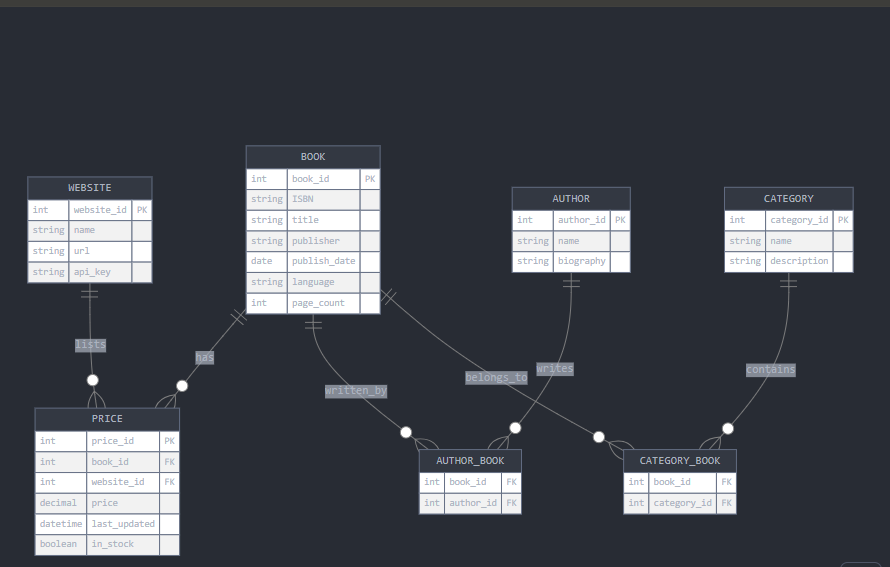 BOOK
int book_id PK
string ISBN
string title
string publisher
date publish_date
string language
int page_count
WEBSITE
int website_id PK
string name
string url
string api_key
AUTHOR
int author_id PK
string name
string biography
CATEGORY
int category_id PK
string name
string description
lists
has
written_by
belongs_to
writes
contains
PRICE
int price_id PK
int book_id FK
int website_id FK
decimal price
datetime last_updated
boolean in_stock
AUTHOR_BOOK
int book_id FK
int author_id FK
CATEGORY_BOOK
int book_id FK
int category_id FK